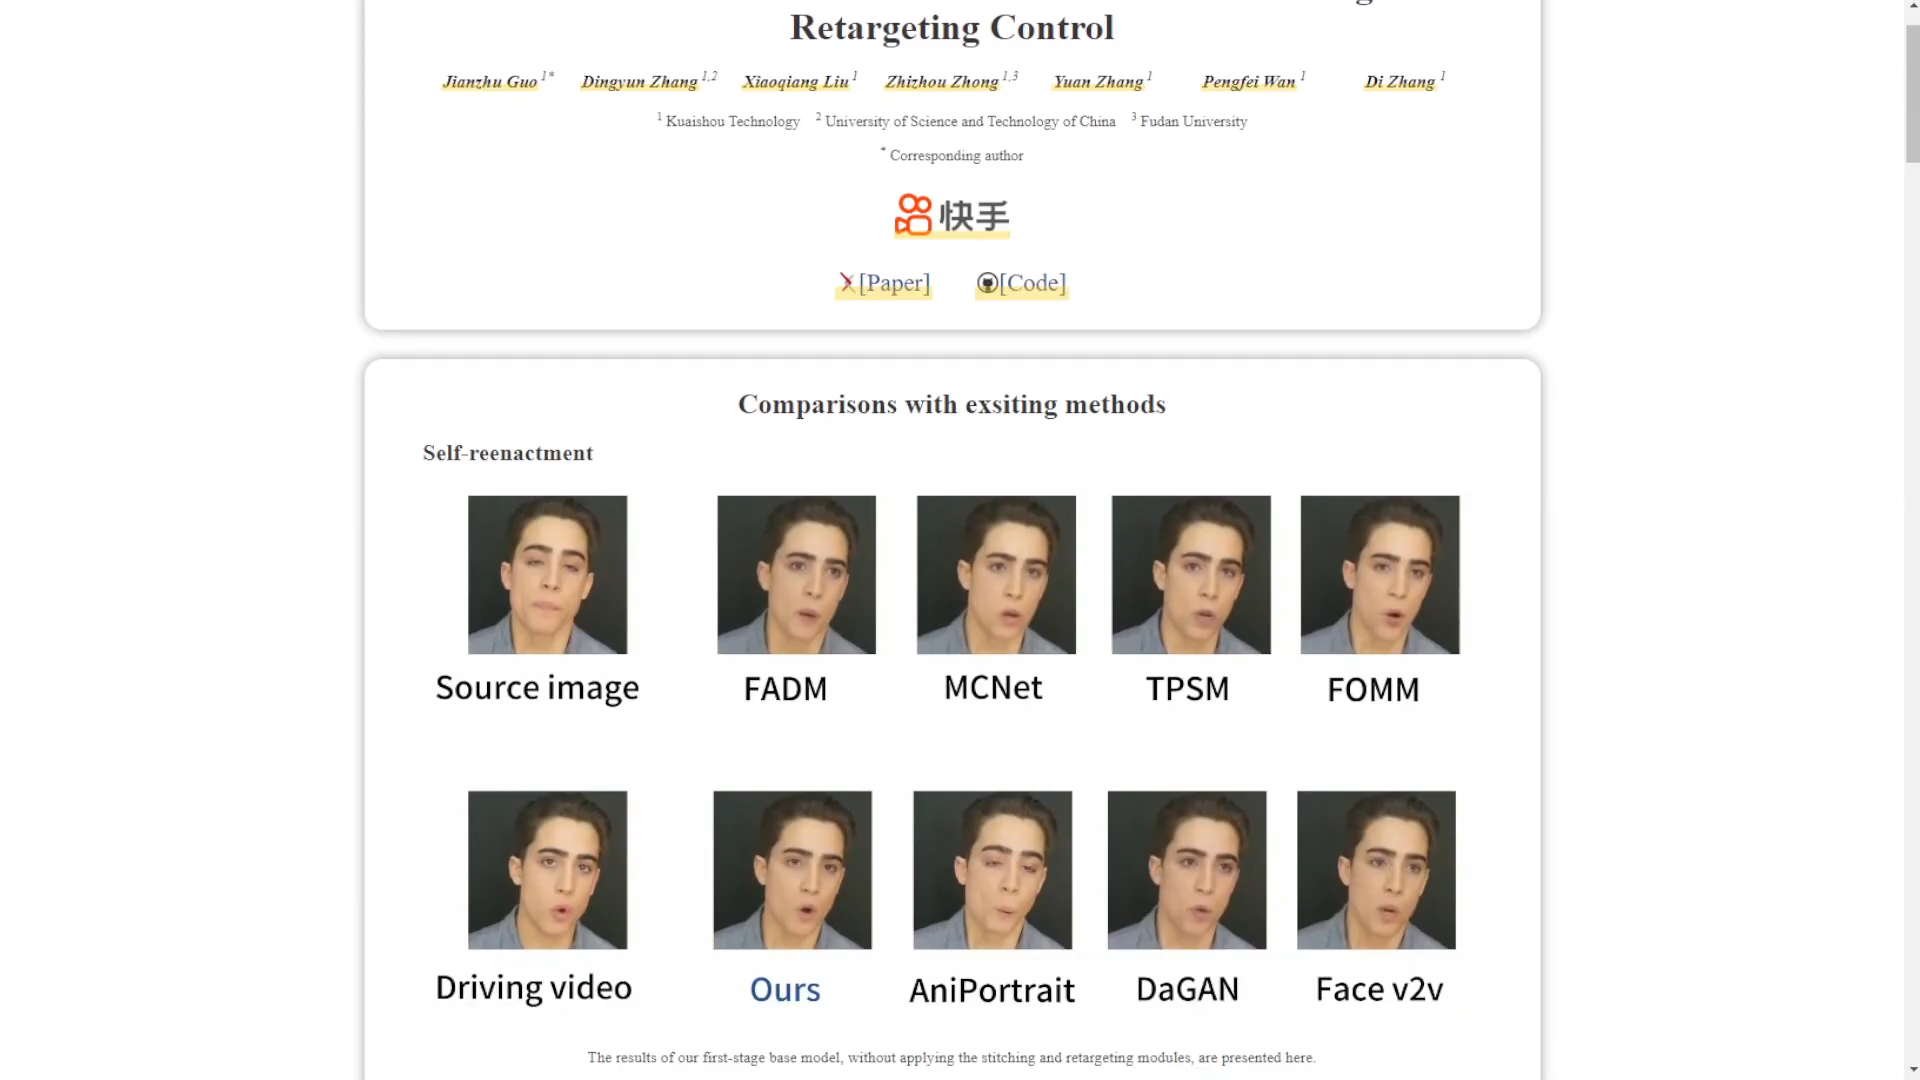 Retargeting Control
Jianzhu Guo 1* Dingyun Zhang 1,2 Xiaoqiang Liu 1 Zhizhou Zhong 1,3 Yuan Zhang 1 Pengfei Wan 1 Di Zhang 1
1 Kuaishou Technology 2 University of Science and Technology of China 3 Fudan University
* Corresponding author
快手
[Paper] [Code]
Comparisons with exsiting methods
Self-reenactment
Source image FADM MCNet TPSM FOMM
Driving video Ours AniPortrait DaGAN Face v2v
The results of our first-stage base model, without applying the stitching and retargeting modules, are presented here.